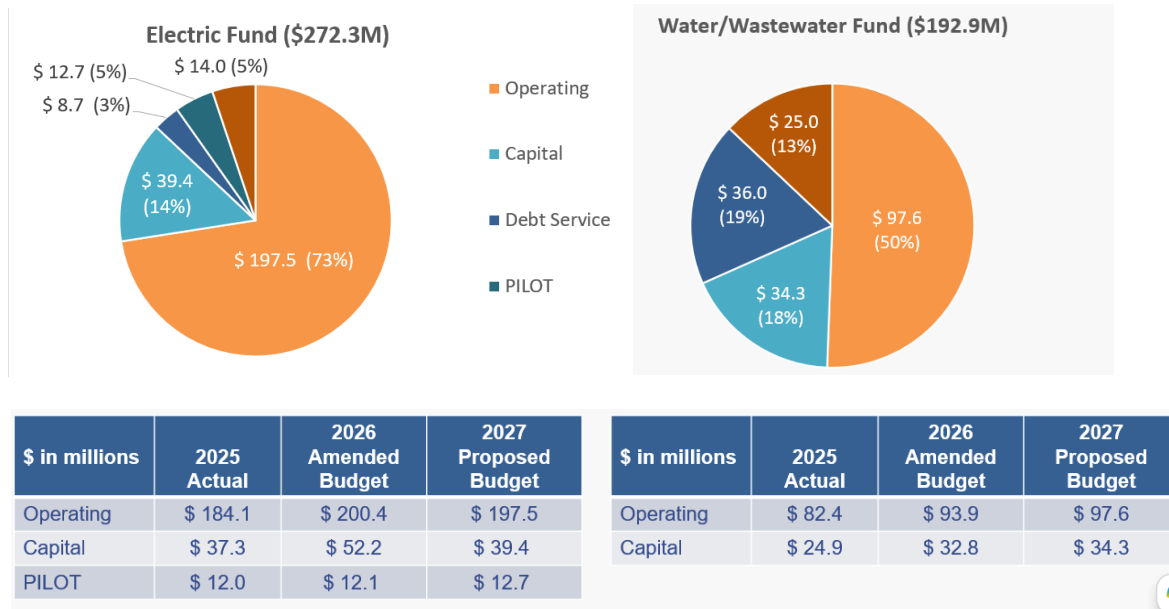 Electric Fund ($272.3M)
$ 12.7 (5%)
$ 14.0 (5%)
$ 8.7 (3%)
$ 39.4
(14%)
$ 197.5 (73%)
Operating
Capital
Debt Service
PILOT
Water/Wastewater Fund ($192.9M)
$ 25.0
(13%)
$ 36.0
(19%)
$ 97.6
(50%)
$ 34.3
(18%)
$ in millions 2025 Actual 2026 Amended Budget 2027 Proposed Budget
Operating $ 184.1 $ 200.4 $ 197.5
Capital $ 37.3 $ 52.2 $ 39.4
PILOT $ 12.0 $ 12.1 $ 12.7
$ in millions 2025 Actual 2026 Amended Budget 2027 Proposed Budget
Operating $ 82.4 $ 93.9 $ 97.6
Capital $ 24.9 $ 32.8 $ 34.3